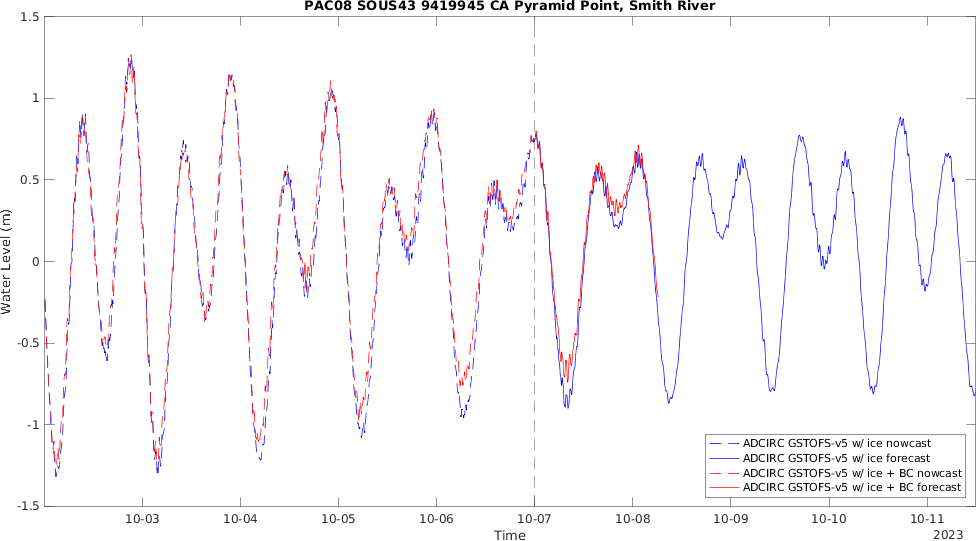 PAC08 SOUS43 9419945 CA Pyramid Point, Smith River
1.5
1
0.5
0
-0.5
-1
-1.5
Water Level (m)
10-03 10-04 10-05 10-06 10-07 10-08 10-09 10-10 10-11
Time
2023
ADCIRC GSTOFS-v5 w/ ice nowcast
ADCIRC GSTOFS-v5 w/ ice forecast
ADCIRC GSTOFS-v5 w/ ice + BC nowcast
ADCIRC GSTOFS-v5 w/ ice + BC forecast